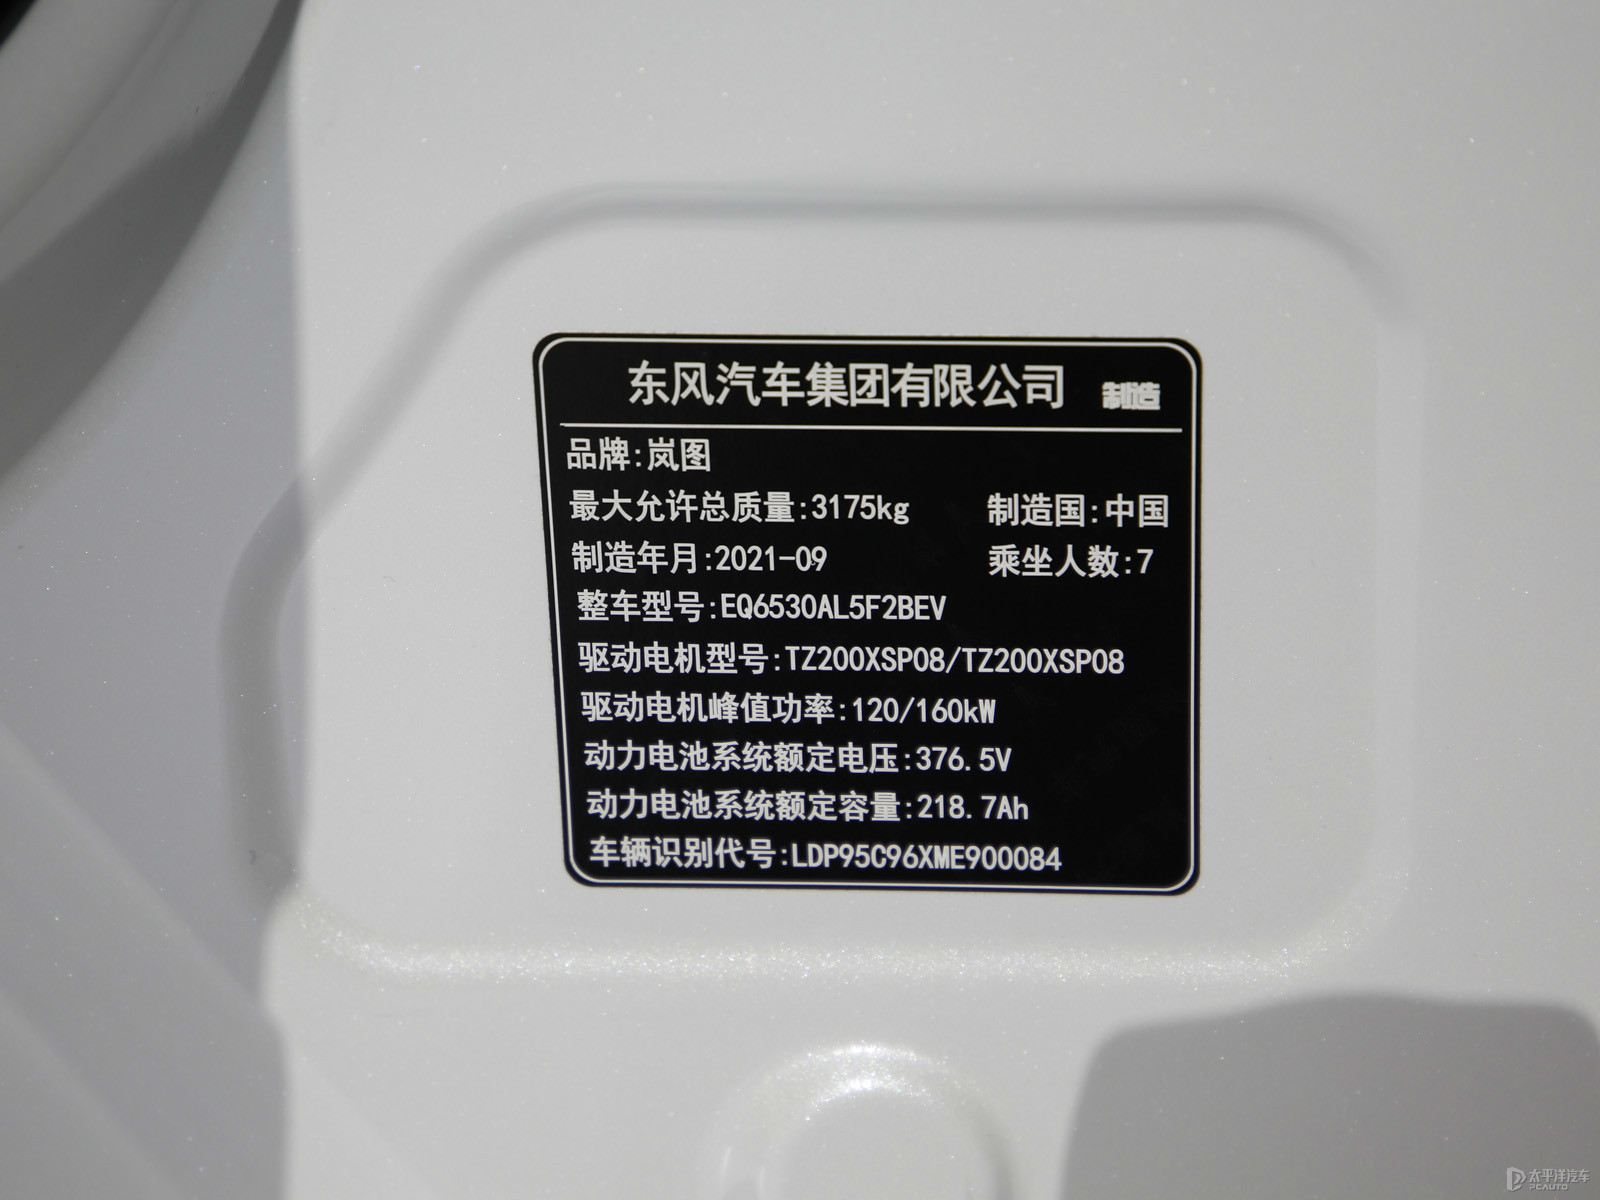 东风汽车集团有限公司 制造
品牌:岚图
最大允许总质量:3175kg 制造国:中国
制造年月:2021-09 乘坐人数:7
整车型号:EQ6530AL5F2BEV
驱动电机型号:TZ200XSP08/TZ200XSP08
驱动电机峰值功率:120/160kW
动力电池系统额定电压:376.5V
动力电池系统额定容量:218.7Ah
车辆识别代号:LDP95C96XME900084
太平洋汽车
PCAUTO